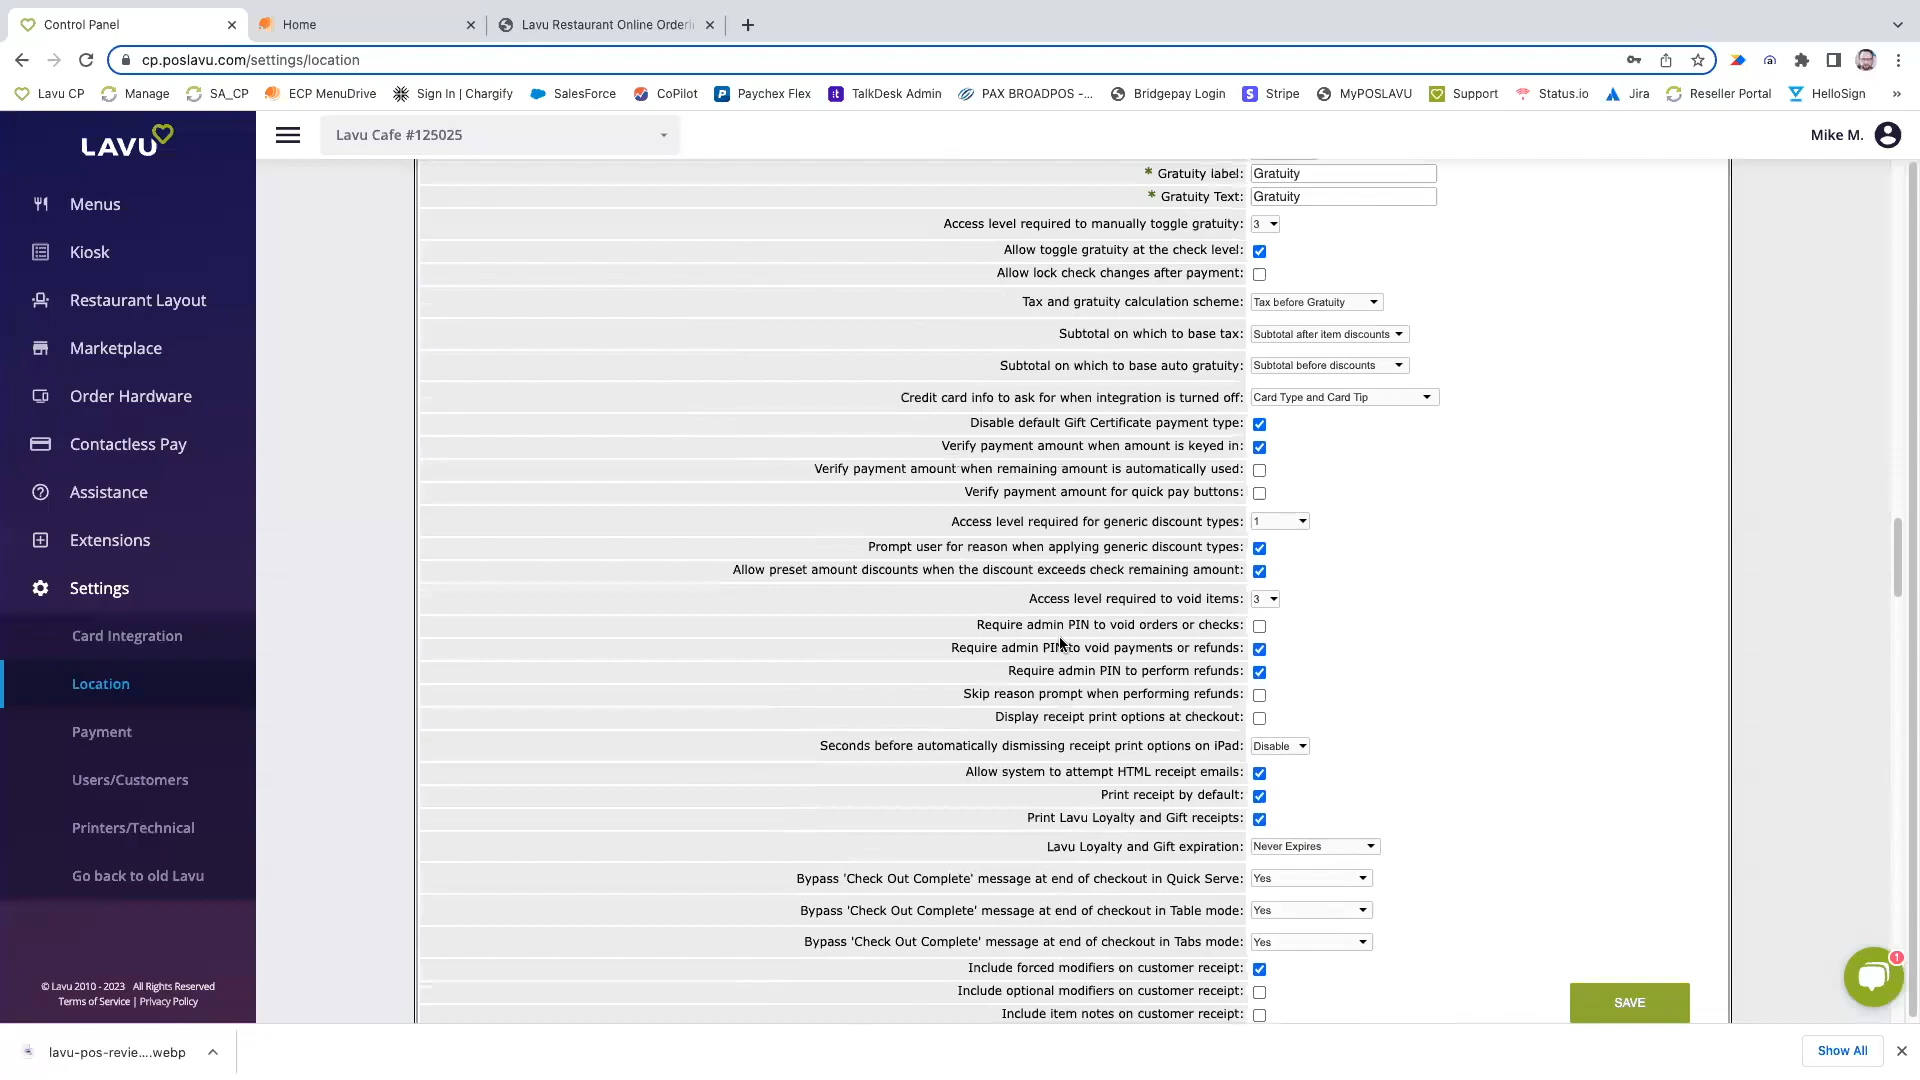 Control Panel
Home
Lavu Restaurant Online Orderi
cp.poslavu.com/settings/location
Lavu CP
Manage
SA_CP
ECP MenuDrive
Sign In | Chargify
SalesForce
CoPilot
Paychex Flex
TalkDesk Admin
PAX BROADPOS -...
Bridgepay Login
Stripe
MyPOSLAVU
Support
Status.io
Jira
Reseller Portal
HelloSign
»
LAVU
Lavu Cafe #125025
Mike M.
Menus
Kiosk
Restaurant Layout
Marketplace
Order Hardware
Contactless Pay
Assistance
Extensions
Settings
Card Integration
Location
Payment
Users/Customers
Printers/Technical
Go back to old Lavu
© Lavu 2010 - 2023 All Rights Reserved
Terms of Service | Privacy Policy
* Gratuity label: Gratuity
* Gratuity Text: Gratuity
Access level required to manually toggle gratuity: 3
Allow toggle gratuity at the check level:
Allow lock check changes after payment:
Tax and gratuity calculation scheme: Tax before Gratuity
Subtotal on which to base tax: Subtotal after item discounts
Subtotal on which to base auto gratuity: Subtotal before discounts
Credit card info to ask for when integration is turned off: Card Type and Card Tip
Disable default Gift Certificate payment type:
Verify payment amount when amount is keyed in:
Verify payment amount when remaining amount is automatically used:
Verify payment amount for quick pay buttons:
Access level required for generic discount types: 1
Prompt user for reason when applying generic discount types:
Allow preset amount discounts when the discount exceeds check remaining amount:
Access level required to void items: 3
Require admin PIN to void orders or checks:
Require admin PIN to void payments or refunds:
Require admin PIN to perform refunds:
Skip reason prompt when performing refunds:
Display receipt print options at checkout:
Seconds before automatically dismissing receipt print options on iPad: Disable
Allow system to attempt HTML receipt emails:
Print receipt by default:
Print Lavu Loyalty and Gift receipts:
Lavu Loyalty and Gift expiration: Never Expires
Bypass 'Check Out Complete' message at end of checkout in Quick Serve: Yes
Bypass 'Check Out Complete' message at end of checkout in Table mode: Yes
Bypass 'Check Out Complete' message at end of checkout in Tabs mode: Yes
Include forced modifiers on customer receipt:
Include optional modifiers on customer receipt:
Include item notes on customer receipt:
SAVE
1
lavu-pos-revie....webp
Show All